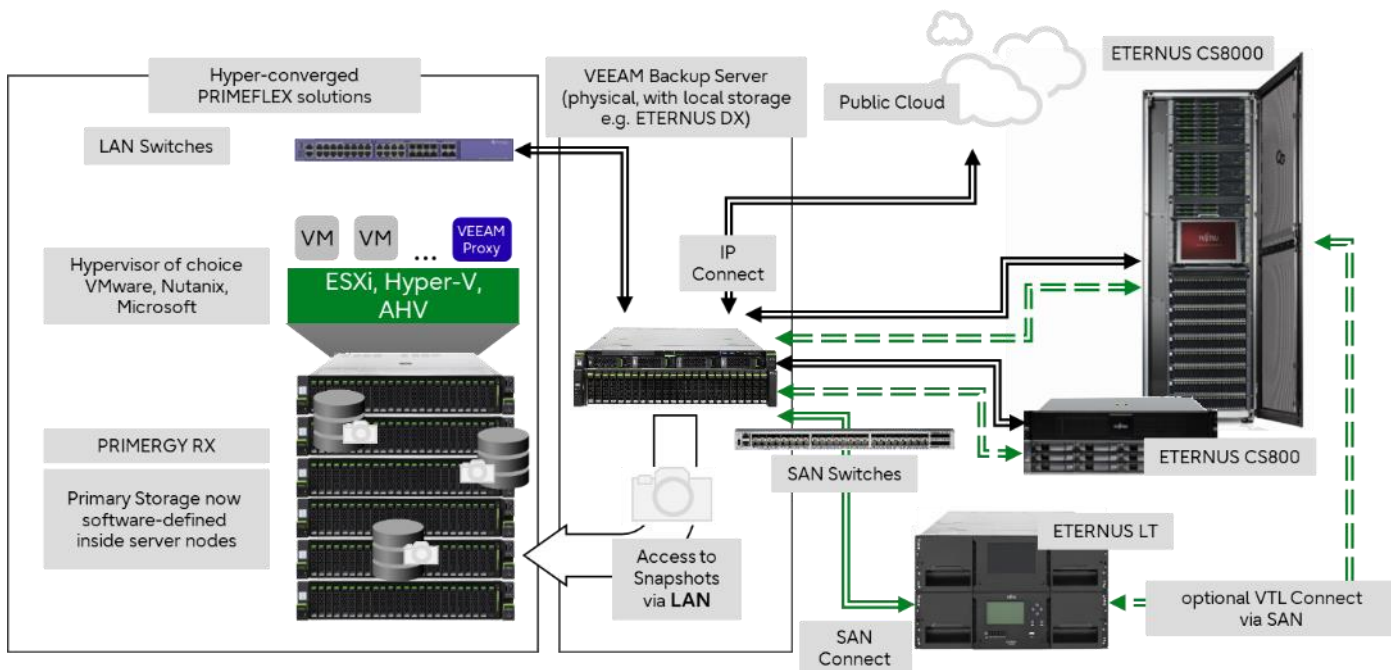 Hyper-converged
PRIMEFLEX solutions
LAN Switches
VM
VM
...
VEEAM
Proxy
Hypervisor of choice
VMware, Nutanix,
Microsoft
ESXi, Hyper-V,
AHV
PRIMERGY RX
Primary Storage now
software-defined
inside server nodes
VEEAM Backup Server
(physical, with local storage
e.g. ETERNUS DX)
IP
Connect
Access to
Snapshots
via LAN
Public Cloud
ETERNUS CS8000
FUJITSU
SAN Switches
ETERNUS CS800
ETERNUS LT
SAN
Connect
optional VTL Connect
via SAN